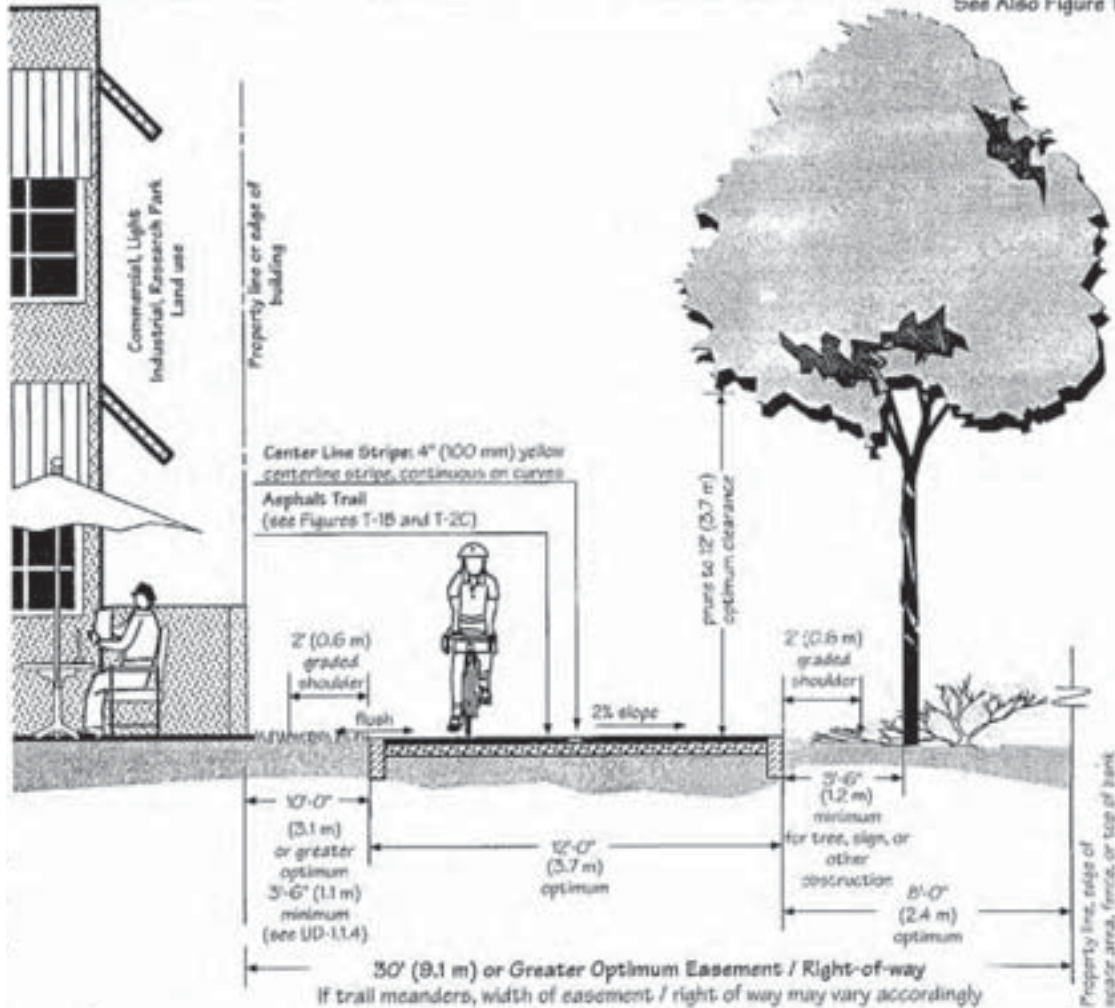 See Also Figure
Commercial, Light
Industrial, Research Park
Land use
Property line or edge of
building
Center Line Stripe: 4" (100 mm) yellow
centerline stripe, continuous on curves
Asphalt Trail
(see Figures T-1B and T-2C)
prune to 12' (3.7 m)
optimum clearance
2' (0.6 m)
graded
shoulder
flush
2% slope
2' (0.6 m)
graded
shoulder
10'-0"
(3.1 m)
or greater
optimum
3'-6" (1.1 m)
minimum
(see UD-1.1.4)
12'-0"
(3.7 m)
optimum
3'-6"
(1.2 m)
minimum
for tree, sign, or
other
obstruction
8'-0"
(2.4 m)
optimum
Property line, edge of
area, fence, or top of bank
30' (9.1 m) or Greater Optimum Easement / Right-of-way
If trail meanders, width of easement / right of way may vary accordingly